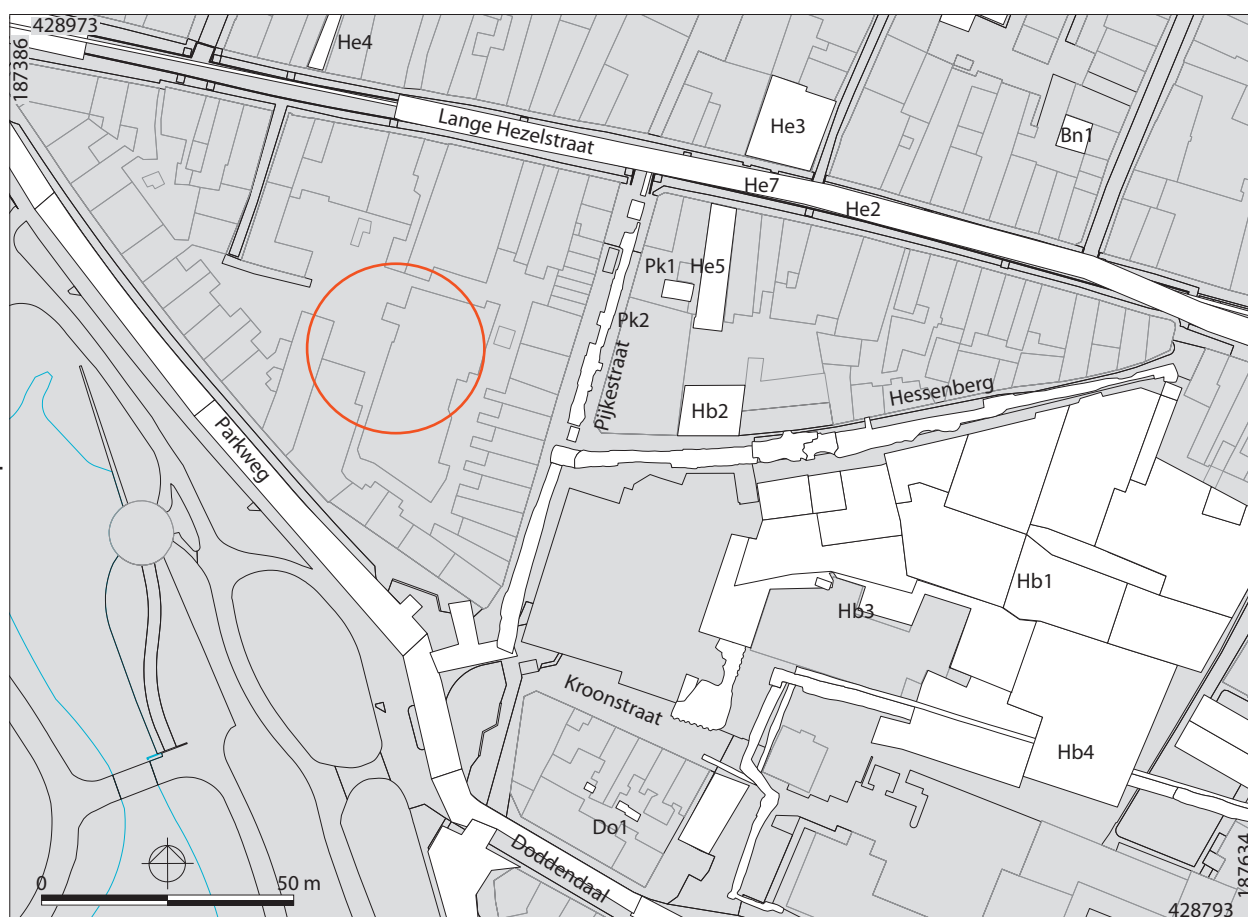 428973
187386
He4
Lange Hezelstraat
He3
Bn1
He7
He2
Pk1
He5
Pk2
Pijkestraat
Hessenberg
Hb2
Parkweg
Hb1
Hb3
Kroonstraat
Hb4
Do1
Doddendaal
0
50 m
187634
428793